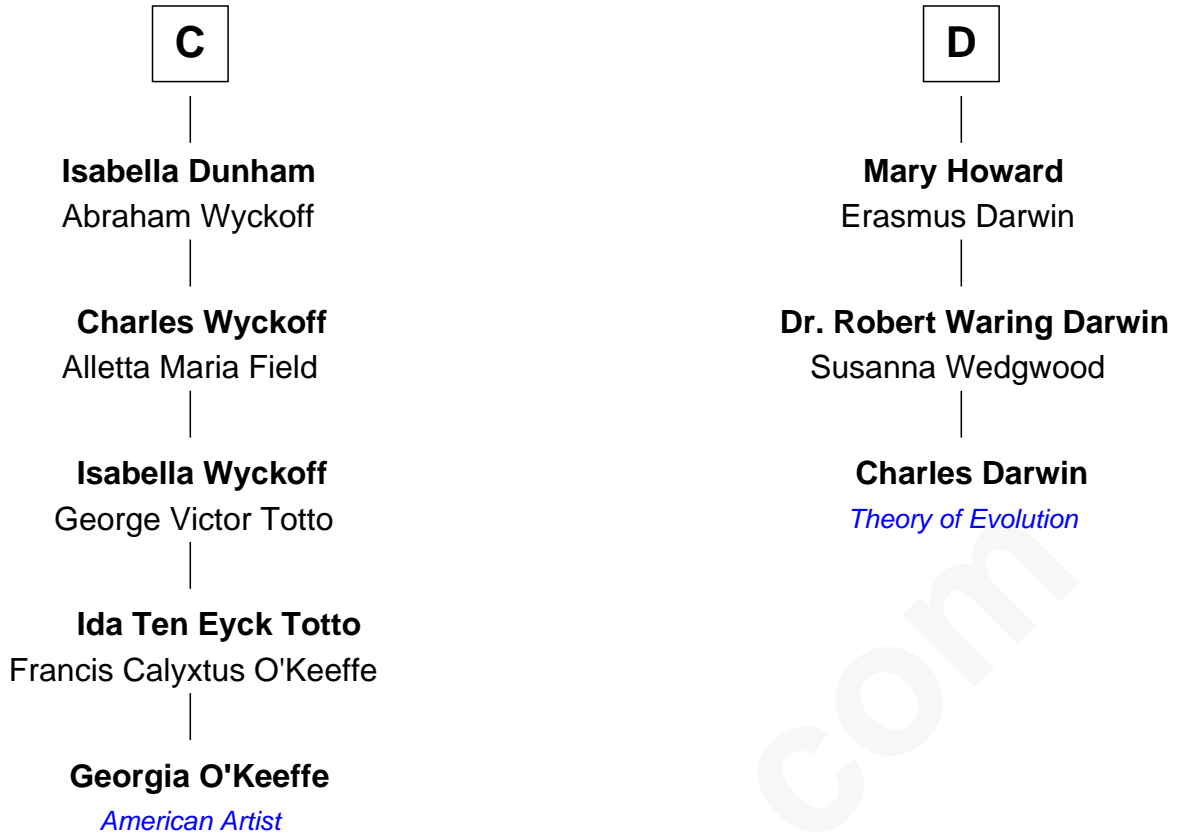 C
Isabella Dunham
Abraham Wyckoff
Charles Wyckoff
Alletta Maria Field
Isabella Wyckoff
George Victor Totto
Ida Ten Eyck Totto
Francis Calyxtus O'Keeffe
Georgia O'Keeffe
American Artist
D
Mary Howard
Erasmus Darwin
Dr. Robert Waring Darwin
Susanna Wedgwood
Charles Darwin
Theory of Evolution
com